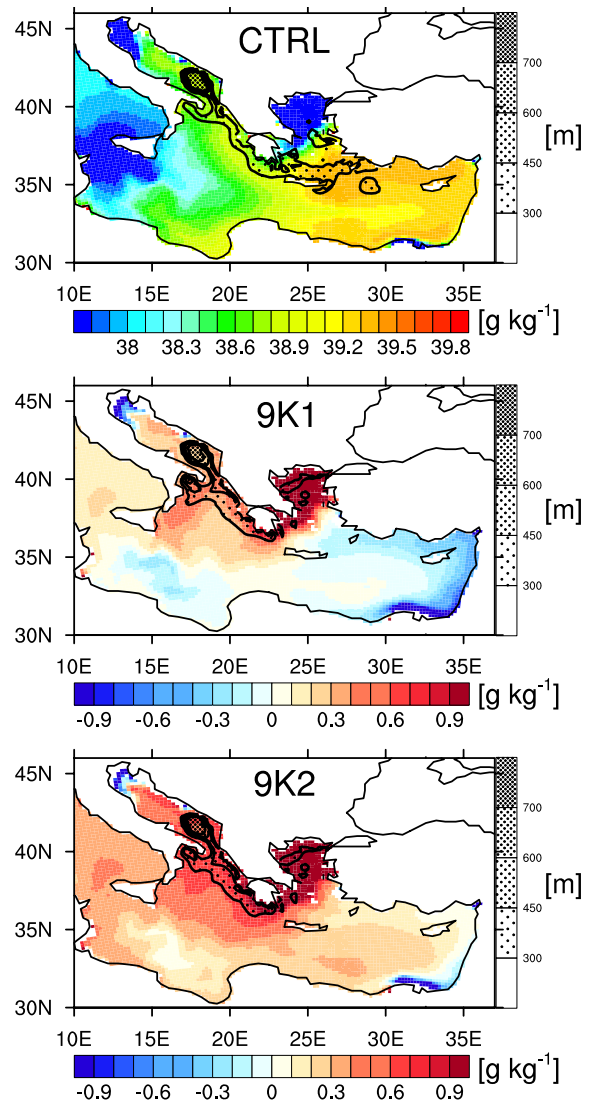 CTRL
45N
40N
35N
30N
10E 15E 20E 25E 30E 35E
700
600
450
300
[m]
38 38.3 38.6 38.9 39.2 39.5 39.8
[g kg⁻¹]
9K1
45N
40N
35N
30N
10E 15E 20E 25E 30E 35E
700
600
450
300
[m]
-0.9 -0.6 -0.3 0 0.3 0.6 0.9
[g kg⁻¹]
9K2
45N
40N
35N
30N
10E 15E 20E 25E 30E 35E
700
600
450
300
[m]
-0.9 -0.6 -0.3 0 0.3 0.6 0.9
[g kg⁻¹]